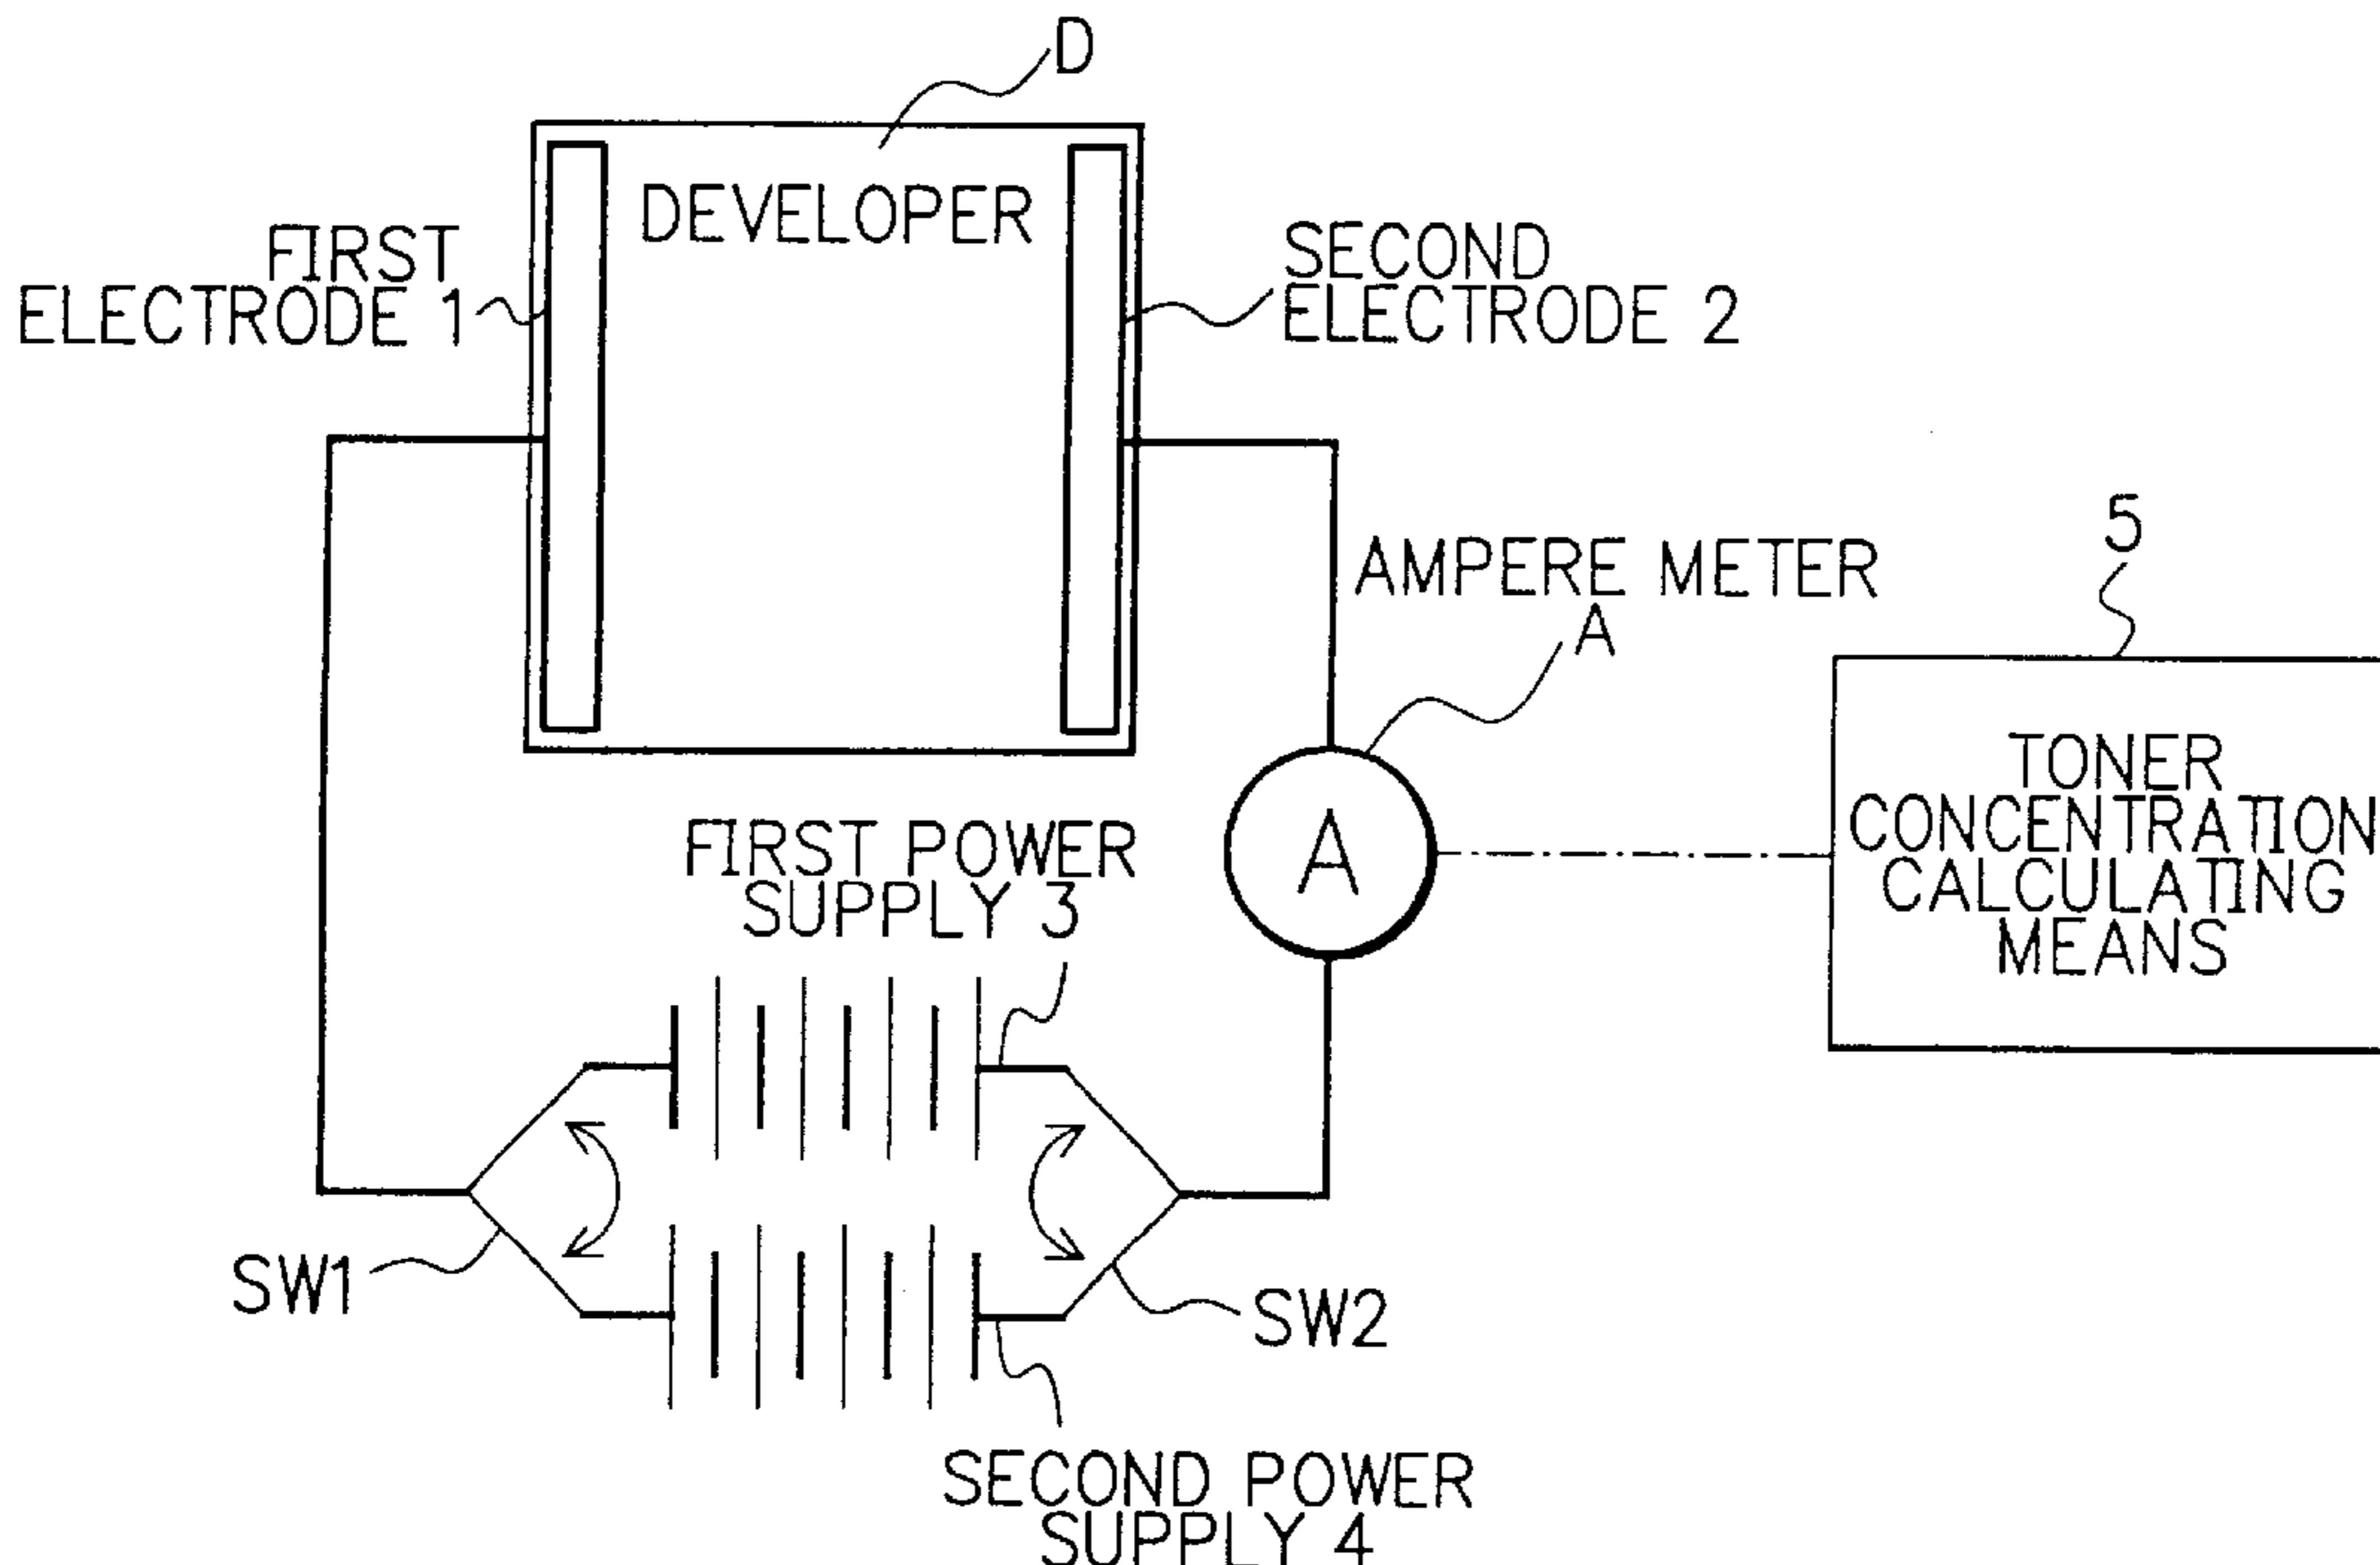 D
DEVELOPER
FIRST
ELECTRODE 1
SECOND
ELECTRODE 2
AMPERE METER
A
5
TONER
CONCENTRATION
CALCULATING
MEANS
A
FIRST POWER
SUPPLY 3
SW1
SW2
SECOND POWER
SUPPLY 4